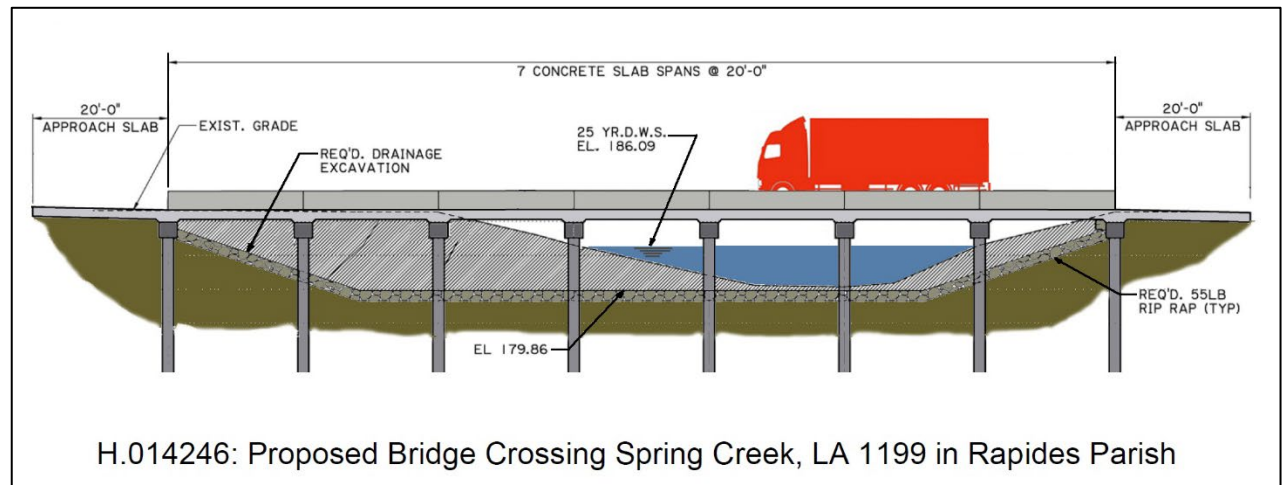 7 CONCRETE SLAB SPANS @ 20'-0"
20'-0"
APPROACH SLAB
EXIST. GRADE
REQ'D. DRAINAGE
EXCAVATION
25 YR.D.W.S.
EL. 186.09
20'-0"
APPROACH SLAB
EL 179.86
REQ'D. 55LB
RIP RAP (TYP)
H.014246: Proposed Bridge Crossing Spring Creek, LA 1199 in Rapides Parish